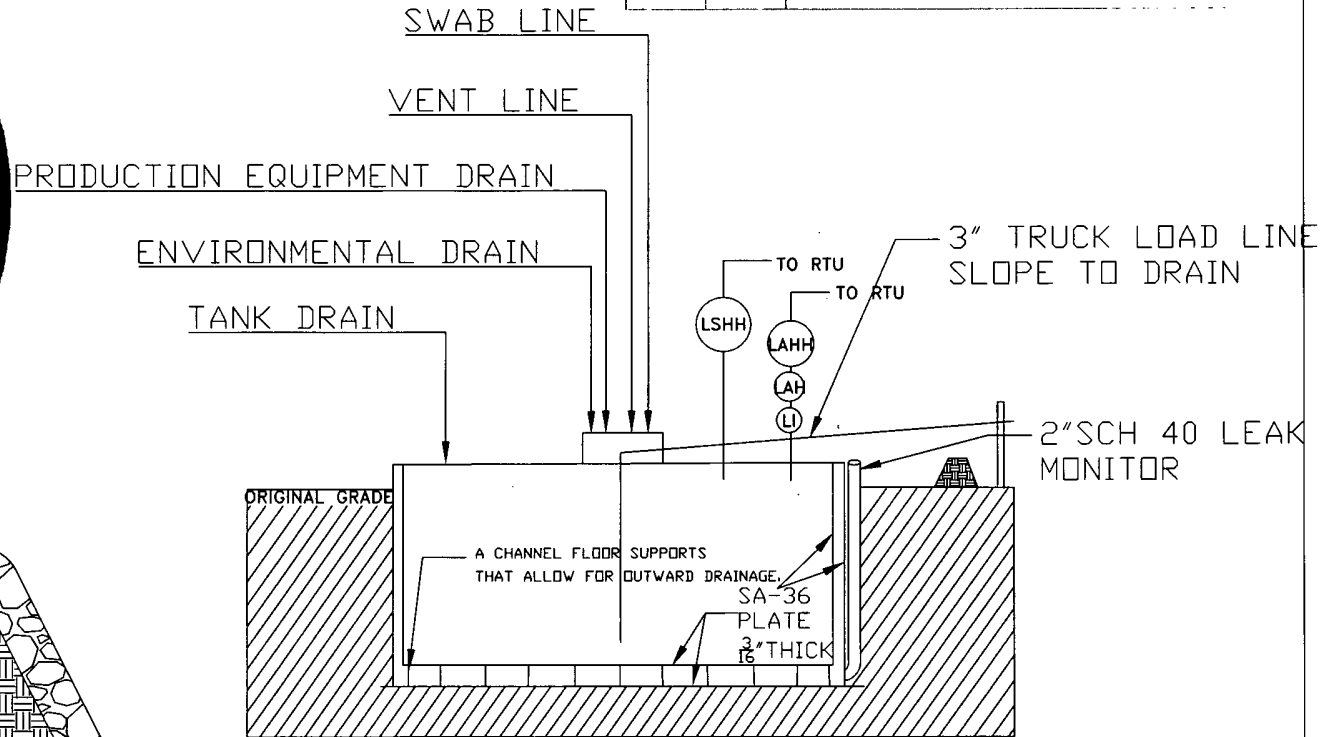 SWAB LINE
VENT LINE
PRODUCTION EQUIPMENT DRAIN
ENVIRONMENTAL DRAIN
TANK DRAIN
3" TRUCK LOAD LINE
SLOPE TO DRAIN
TO RTU
TO RTU
LSHH
LAHH
LAH
LI
2"SCH 40 LEAK
MONITOR
ORIGINAL GRADE
A CHANNEL FLOOR SUPPORTS
THAT ALLOW FOR OUTWARD DRAINAGE.
SA-36
PLATE
3/16" THICK